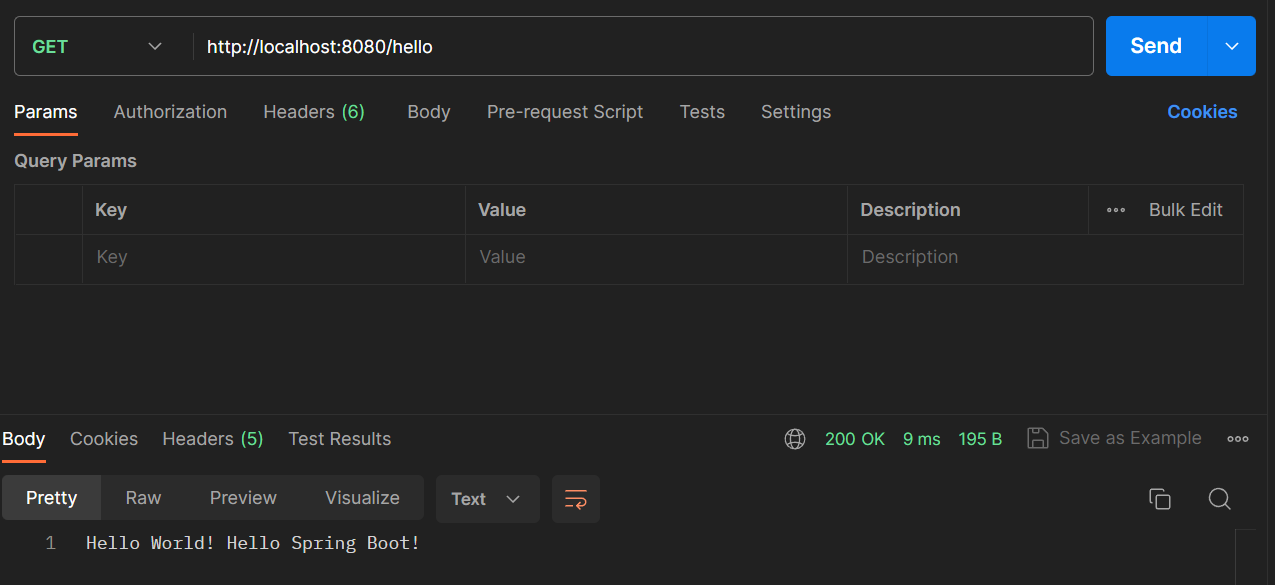 GET http://localhost:8080/hello Send
Params Authorization Headers (6) Body Pre-request Script Tests Settings Cookies
Query Params
Key Value Description Bulk Edit
Key Value Description
Body Cookies Headers (5) Test Results 200 OK 9 ms 195 B Save as Example
Pretty Raw Preview Visualize Text
1 Hello World! Hello Spring Boot!